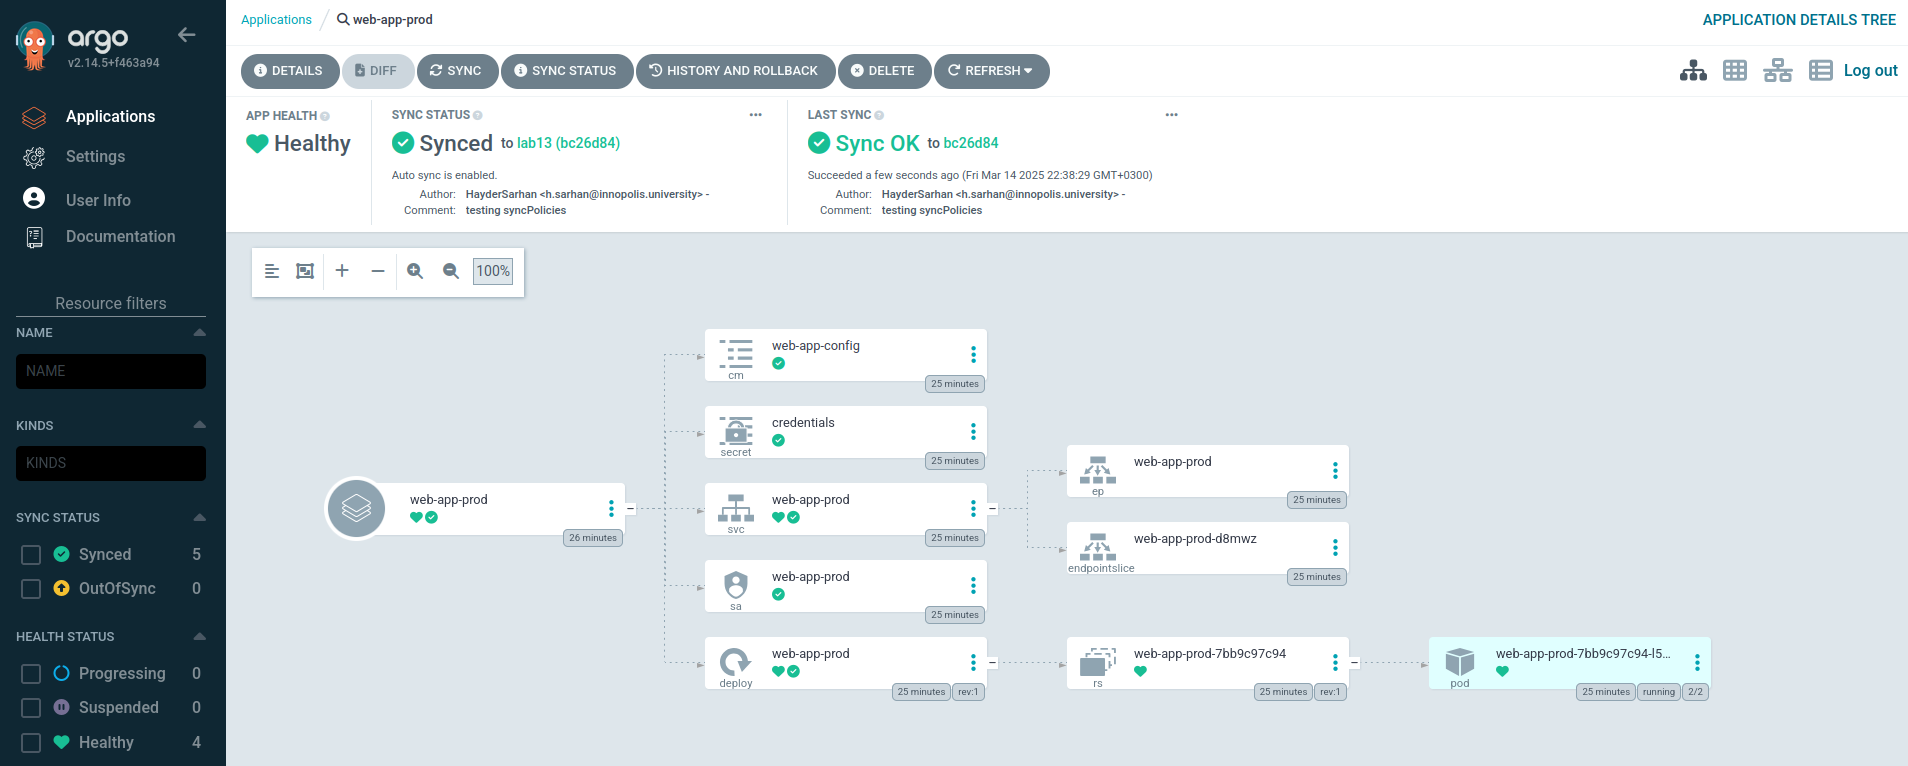 argo
v2.14.5+f463a94
Applications
Settings
User Info
Documentation
Resource filters
NAME
NAME
KINDS
KINDS
SYNC STATUS
Synced 5
OutOfSync 0
HEALTH STATUS
Progressing 0
Suspended 0
Healthy 4
Applications / web-app-prod
APPLICATION DETAILS TREE
DETAILS DIFF SYNC SYNC STATUS HISTORY AND ROLLBACK DELETE REFRESH
Log out
APP HEALTH
Healthy
SYNC STATUS
Synced to lab13 (bc26d84)
Auto sync is enabled.
Author: HayderSarhan <h.sarhan@innopolis.university> -
Comment: testing syncPolicies
LAST SYNC
Sync OK to bc26d84
Succeeded a few seconds ago (Fri Mar 14 2025 22:38:29 GMT+0300)
Author: HayderSarhan <h.sarhan@innopolis.university> -
Comment: testing syncPolicies
100%
web-app-prod
26 minutes
web-app-config
cm
25 minutes
credentials
secret
25 minutes
web-app-prod
svc
25 minutes
web-app-prod
sa
25 minutes
web-app-prod
deploy
25 minutes rev:1
web-app-prod
ep
25 minutes
web-app-prod-d8mwz
endpointslice
25 minutes
web-app-prod-7bb9c97c94
rs
25 minutes rev:1
web-app-prod-7bb9c97c94-l5...
pod
25 minutes running 2/2